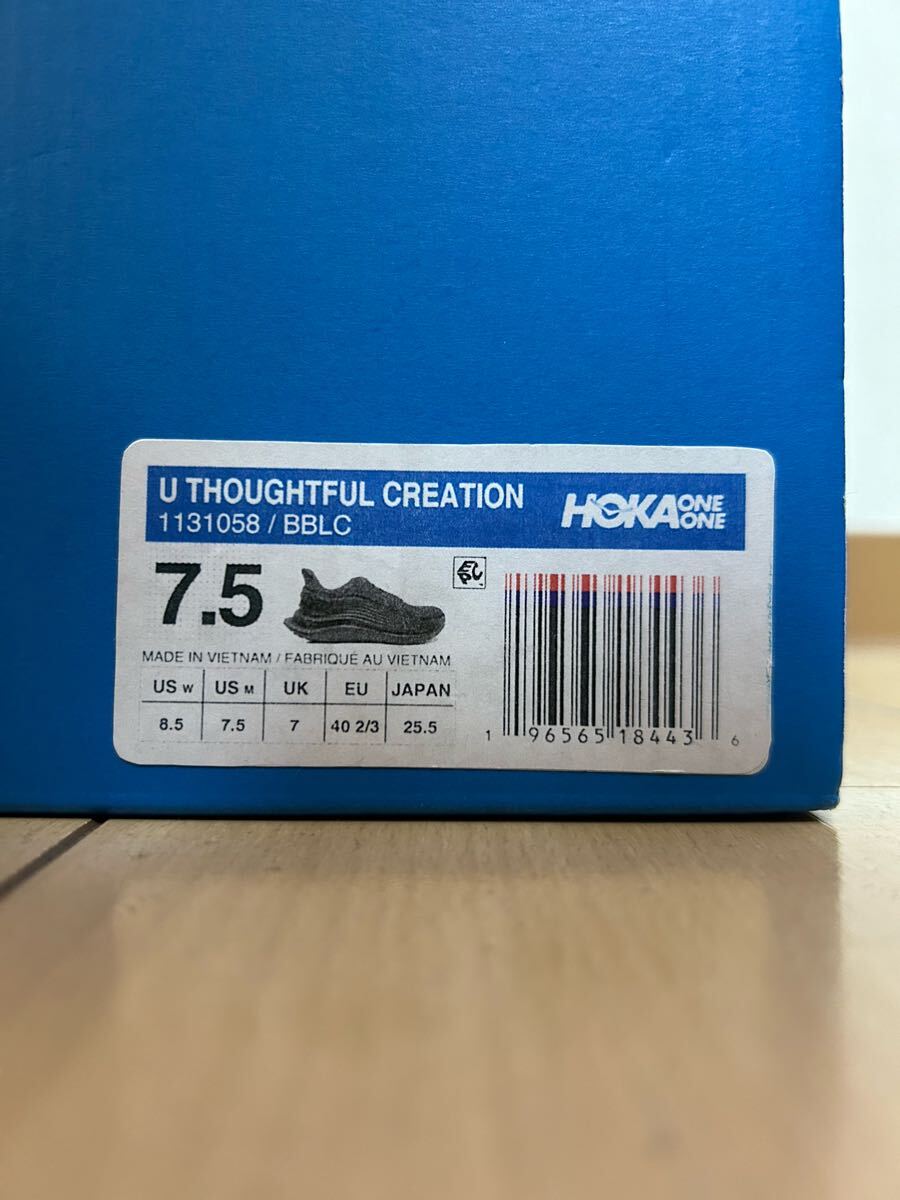 U THOUGHTFUL CREATION
1131058 / BBLC
HOKA ONE ONE
7.5
EPC
MADE IN VIETNAM / FABRIQUÉ AU VIETNAM
US W US M UK EU JAPAN
8.5 7.5 7 40 2/3 25.5
1 96565 18443 6